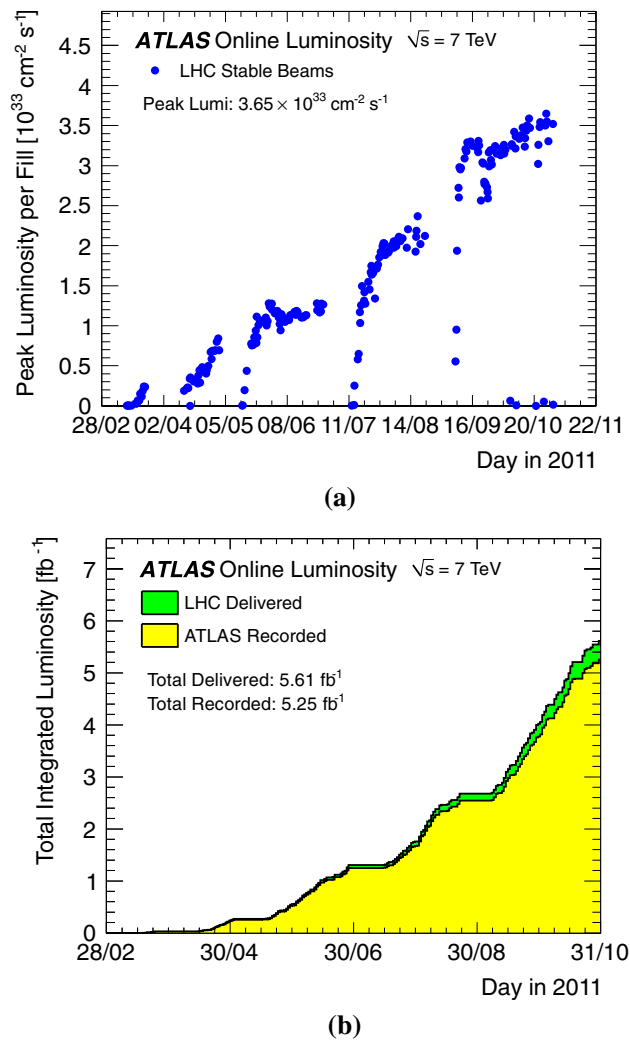 ATLAS Online Luminosity √s = 7 TeV
LHC Stable Beams
Peak Lumi: 3.65 × 10³³ cm⁻² s⁻¹
Peak Luminosity per Fill [10³³ cm⁻² s⁻¹]
4.5
4
3.5
3
2.5
2
1.5
1
0.5
0
28/02 02/04 05/05 08/06 11/07 14/08 16/09 20/10 22/11
Day in 2011
(a)
ATLAS Online Luminosity √s = 7 TeV
LHC Delivered
ATLAS Recorded
Total Delivered: 5.61 fb⁻¹
Total Recorded: 5.25 fb⁻¹
Total Integrated Luminosity [fb⁻¹]
7
6
5
4
3
2
1
0
28/02 30/04 30/06 30/08 31/10
Day in 2011
(b)